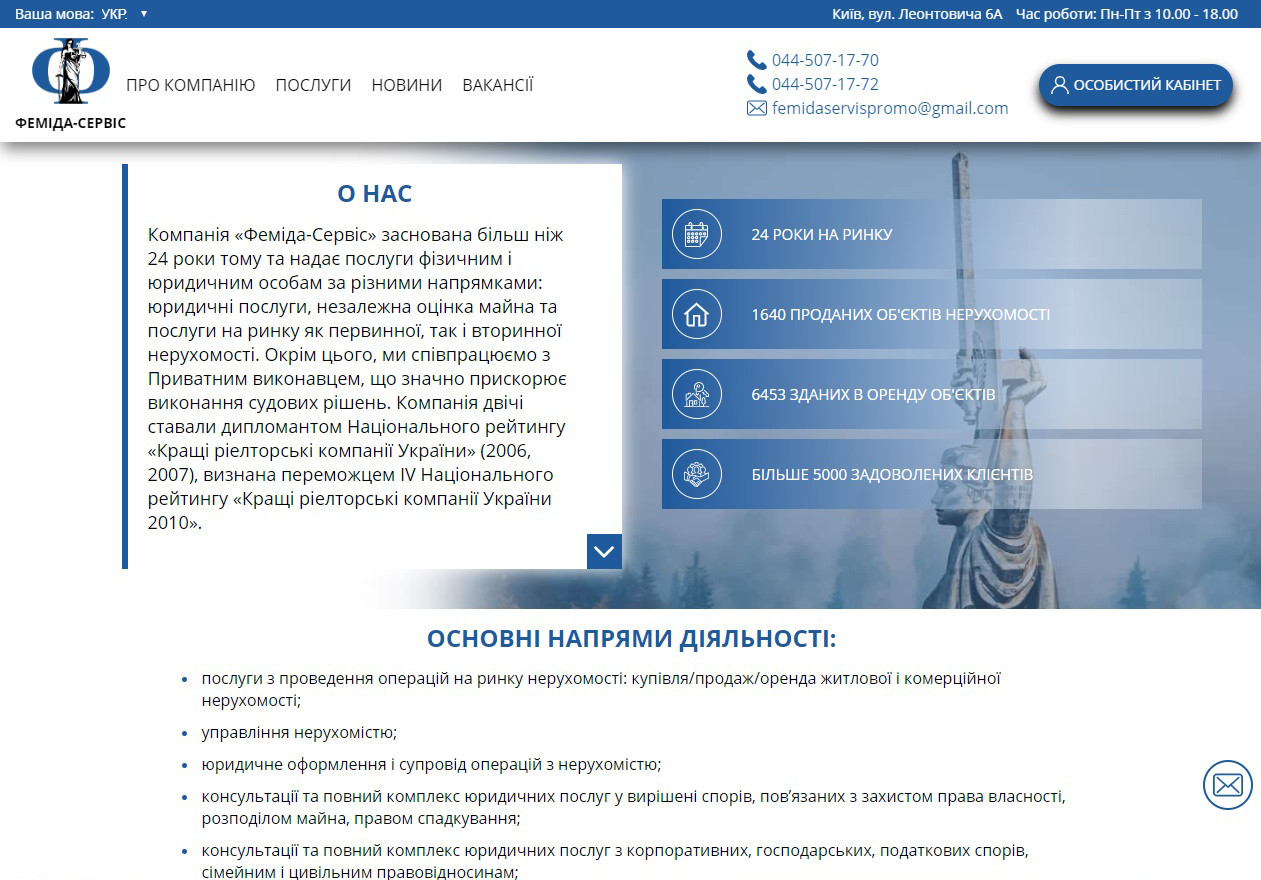 Ваша мова: УКР. ▼
Київ, вул. Леонтовича 6А Час роботи: Пн-Пт з 10.00 - 18.00
ФЕМІДА-СЕРВІС
ПРО КОМПАНІЮ ПОСЛУГИ НОВИНИ ВАКАНСІЇ
044-507-17-70
044-507-17-72
femidaservispromo@gmail.com
ОСОБИСТИЙ КАБІНЕТ
О НАС
Компанія «Феміда-Сервіс» заснована більш ніж
24 роки тому та надає послуги фізичним і
юридичним особам за різними напрямками:
юридичні послуги, незалежна оцінка майна та
послуги на ринку як первинної, так і вторинної
нерухомості. Окрім цього, ми співпрацюємо з
Приватним виконавцем, що значно прискорює
виконання судових рішень. Компанія двічі
ставали дипломантом Національного рейтингу
«Кращі ріелторські компанії України» (2006,
2007), визнана переможцем IV Національного
рейтингу «Кращі ріелторські компанії України
2010».
24 РОКИ НА РИНКУ
1640 ПРОДАНИХ ОБ'ЄКТІВ НЕРУХОМОСТІ
6453 ЗДАНИХ В ОРЕНДУ ОБ'ЄКТІВ
БІЛЬШЕ 5000 ЗАДОВОЛЕНИХ КЛІЄНТІВ
ОСНОВНІ НАПРЯМИ ДІЯЛЬНОСТІ:
• послуги з проведення операцій на ринку нерухомості: купівля/продаж/оренда житлової і комерційної
нерухомості;
• управління нерухомістю;
• юридичне оформлення і супровід операцій з нерухомістю;
• консультації та повний комплекс юридичних послуг у вирішені спорів, пов’язаних з захистом права власності,
розподілом майна, правом спадкування;
• консультації та повний комплекс юридичних послуг з корпоративних, господарських, податкових спорів,
сімейним і цивільним правовідносинам;